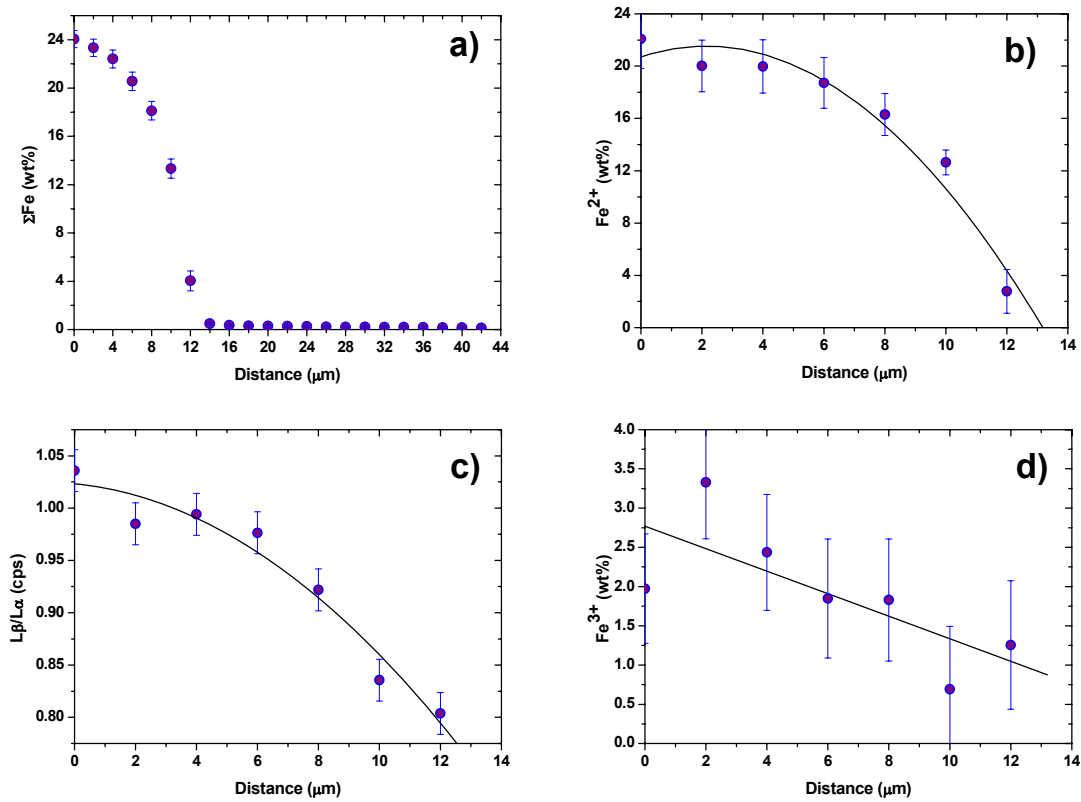 a)
24
20
16
12
8
4
0
ΣFe (wt%)
0 4 8 12 16 20 24 28 32 36 40 44
Distance (μm)
b)
24
20
16
12
8
4
0
Fe2+ (wt%)
0 2 4 6 8 10 12 14
Distance (μm)
c)
1.05
1.00
0.95
0.90
0.85
0.80
Lβ/Lα (cps)
0 2 4 6 8 10 12 14
Distance (μm)
d)
4.0
3.5
3.0
2.5
2.0
1.5
1.0
0.5
0.0
Fe3+ (wt%)
0 2 4 6 8 10 12 14
Distance (μm)